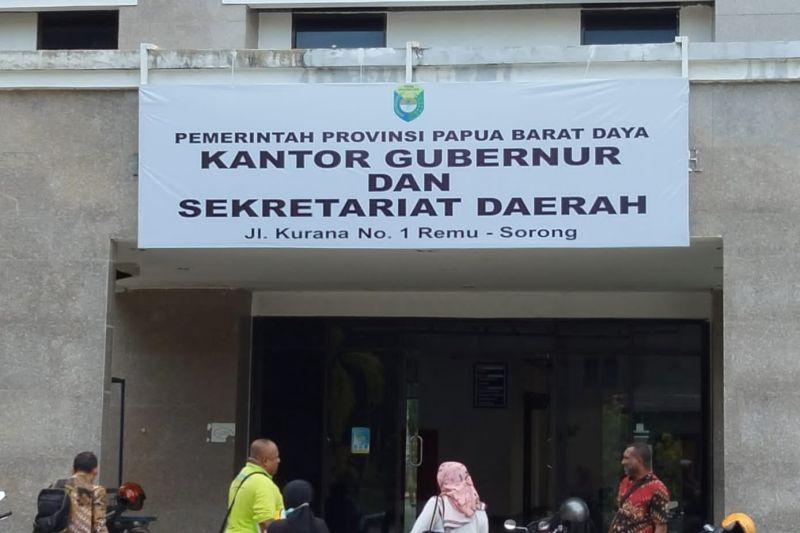 PEMERINTAH PROVINSI PAPUA BARAT DAYA
KANTOR GUBERNUR
DAN
SEKRETARIAT DAERAH
Jl. Kurana No. 1 Remu - Sorong